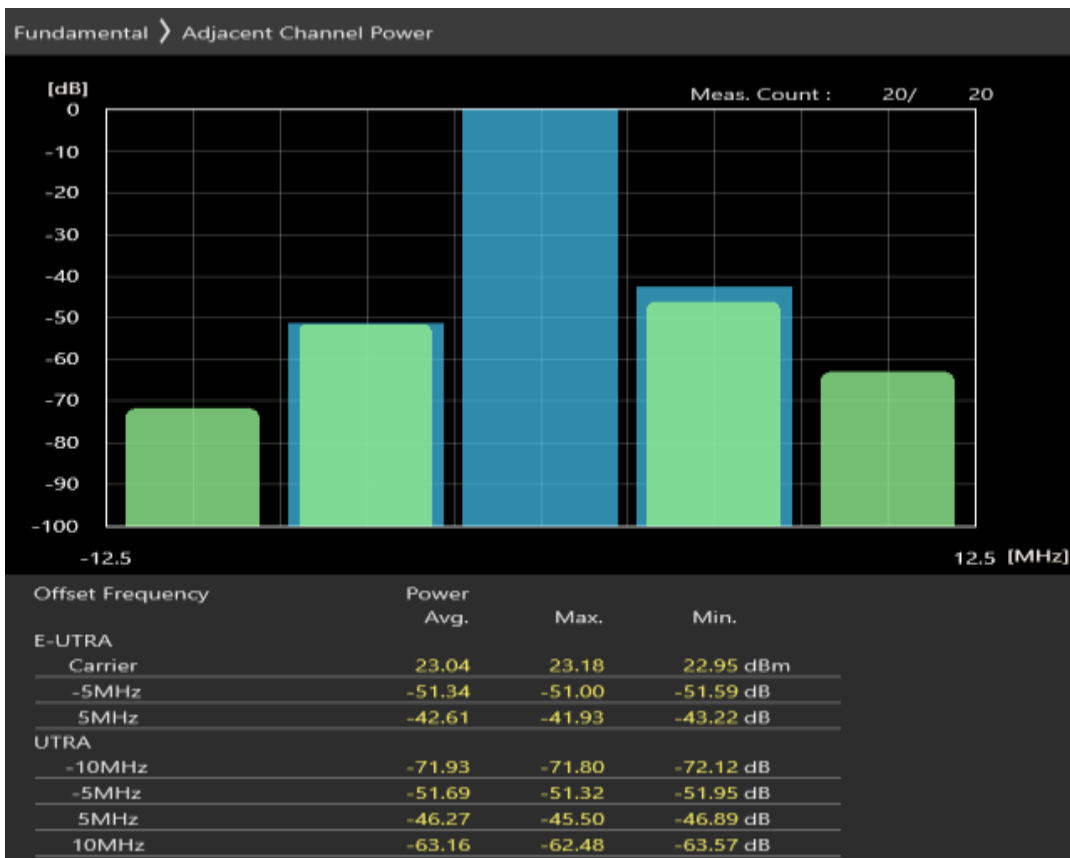 Fundamental 〉 Adjacent Channel Power
[dB]
Meas. Count : 20/ 20
0
-10
-20
-30
-40
-50
-60
-70
-80
-90
-100
-12.5 12.5 [MHz]
Offset Frequency Power
Avg. Max. Min.
E-UTRA
Carrier 23.04 23.18 22.95 dBm
-5MHz -51.34 -51.00 -51.59 dB
5MHz -42.61 -41.93 -43.22 dB
UTRA
-10MHz -71.93 -71.80 -72.12 dB
-5MHz -51.69 -51.32 -51.95 dB
5MHz -46.27 -45.50 -46.89 dB
10MHz -63.16 -62.48 -63.57 dB